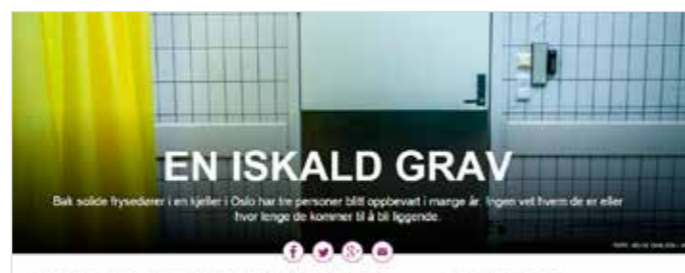 EN ISKALD GRAV
Bak solide frysedører i en kjeller i Oslo har tre personer blitt oppbevart i mange år. Ingen vet hvem de er eller
hvor lenge de kommer til å bli liggende.